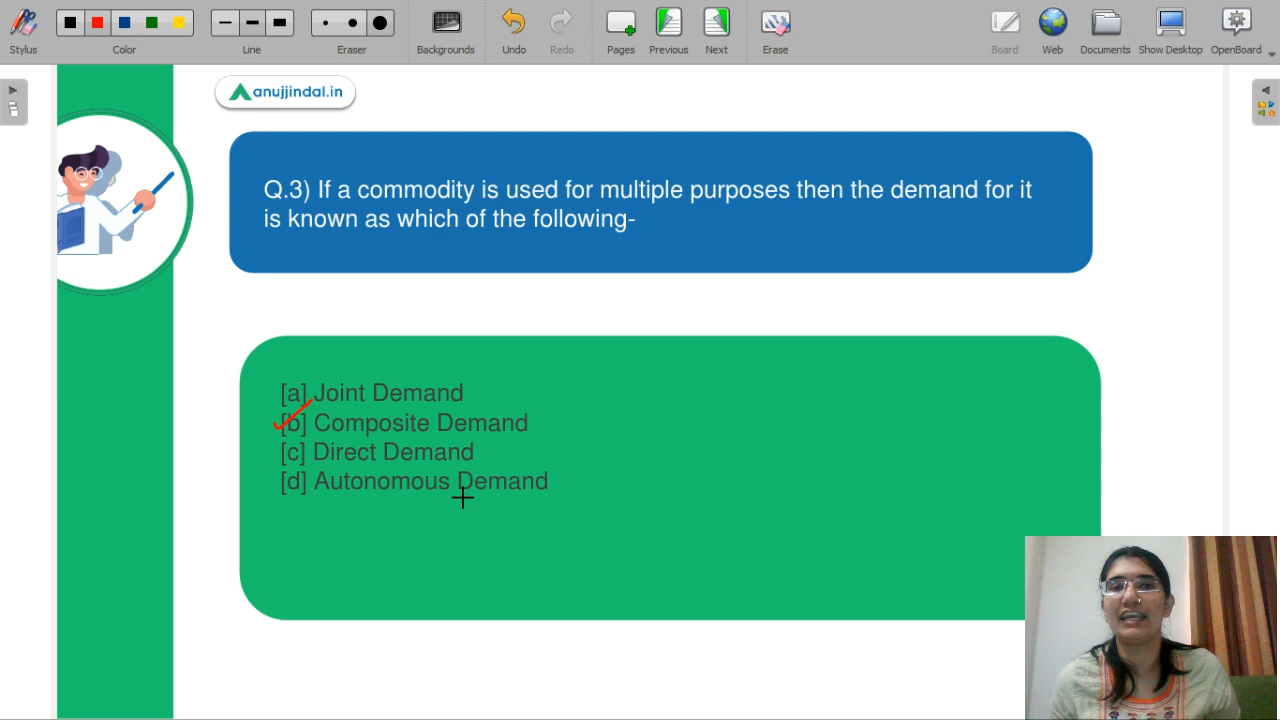 Stylus
Color
Line
Eraser
Backgrounds
Undo
Redo
Pages
Previous
Next
Erase
Board
Web
Documents
Show Desktop
OpenBoard
anujjindal.in
Q.3) If a commodity is used for multiple purposes then the demand for it
is known as which of the following-
[a] Joint Demand
[b] Composite Demand
[c] Direct Demand
[d] Autonomous Demand